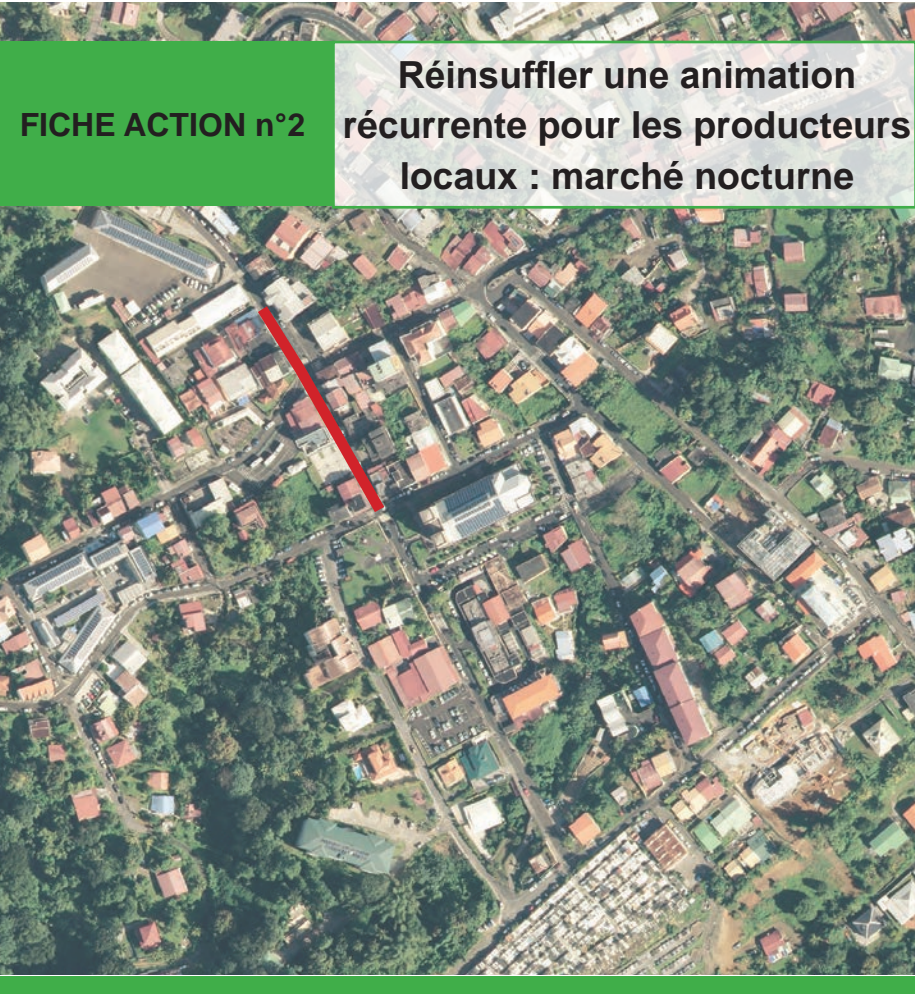 FICHE ACTION n°2
Réinsuffler une animation
récurrente pour les producteurs
locaux : marché nocturne